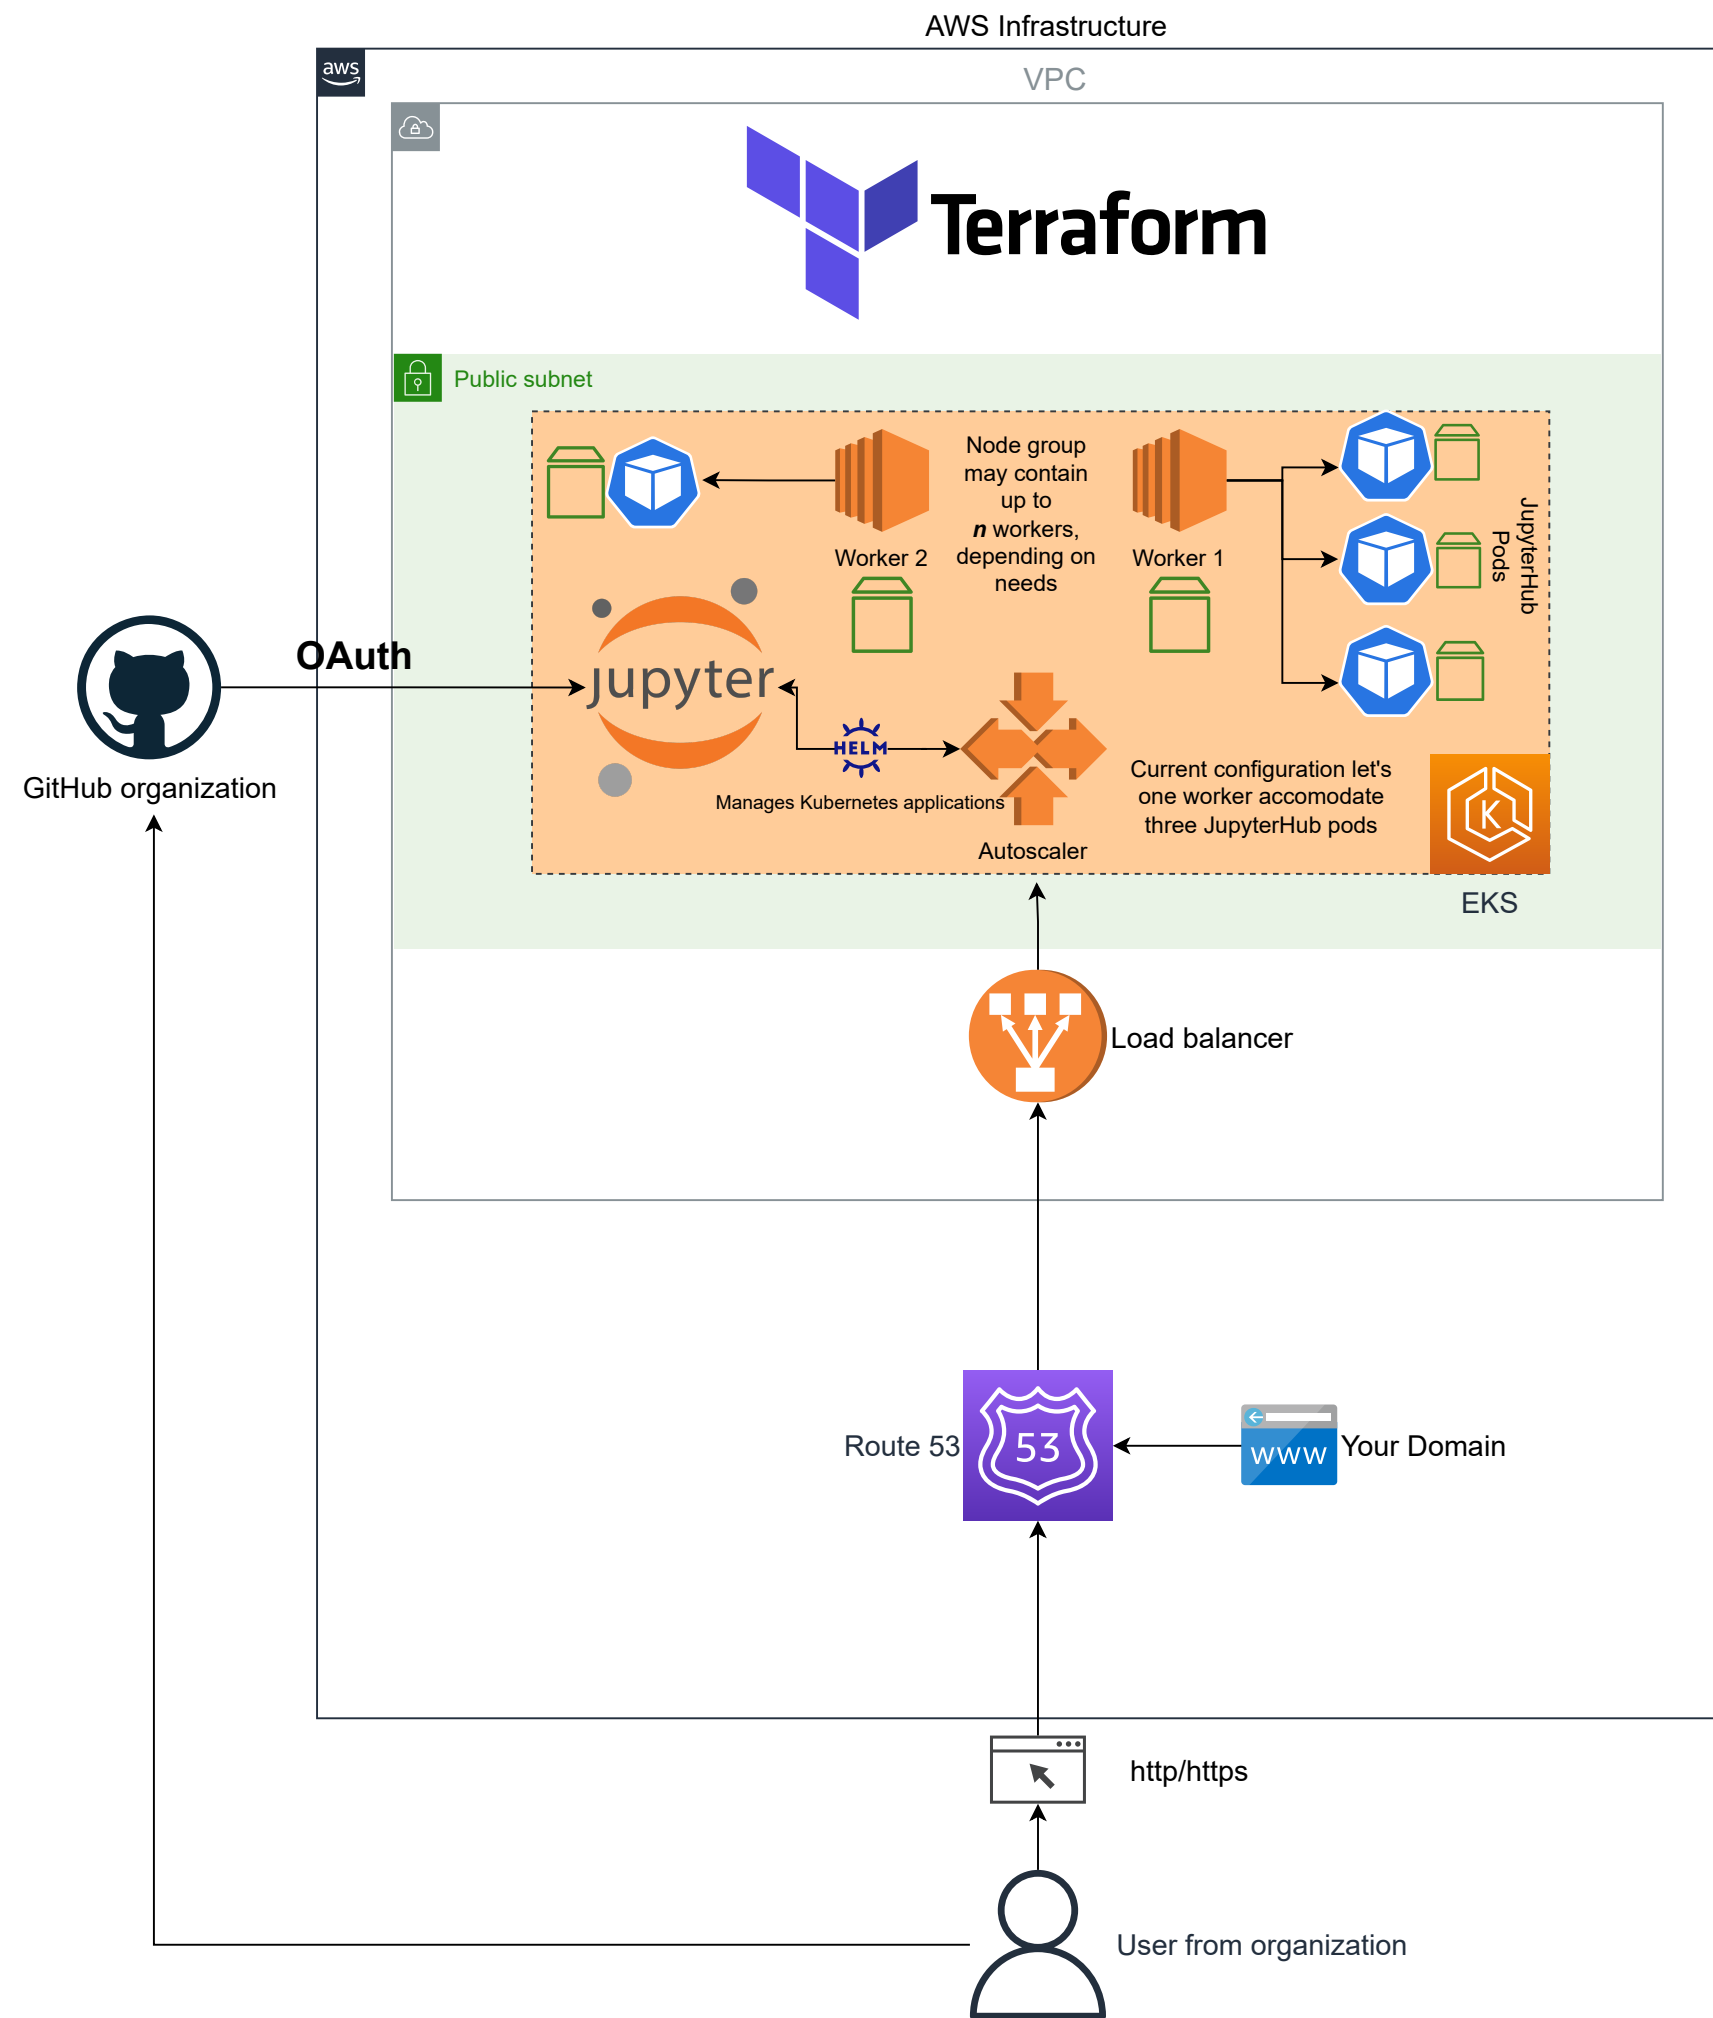 AWS Infrastructure
aws
VPC
Terraform
Public subnet
Node group
may contain
up to
n workers,
depending on
needs
Worker 2
Worker 1
JupyterHub
Pods
OAuth
jupyter
HELM
Manages Kubernetes applications
Autoscaler
Current configuration let's
one worker accomodate
three JupyterHub pods
K
EKS
GitHub organization
Load balancer
Route 53
53
www
Your Domain
http/https
User from organization